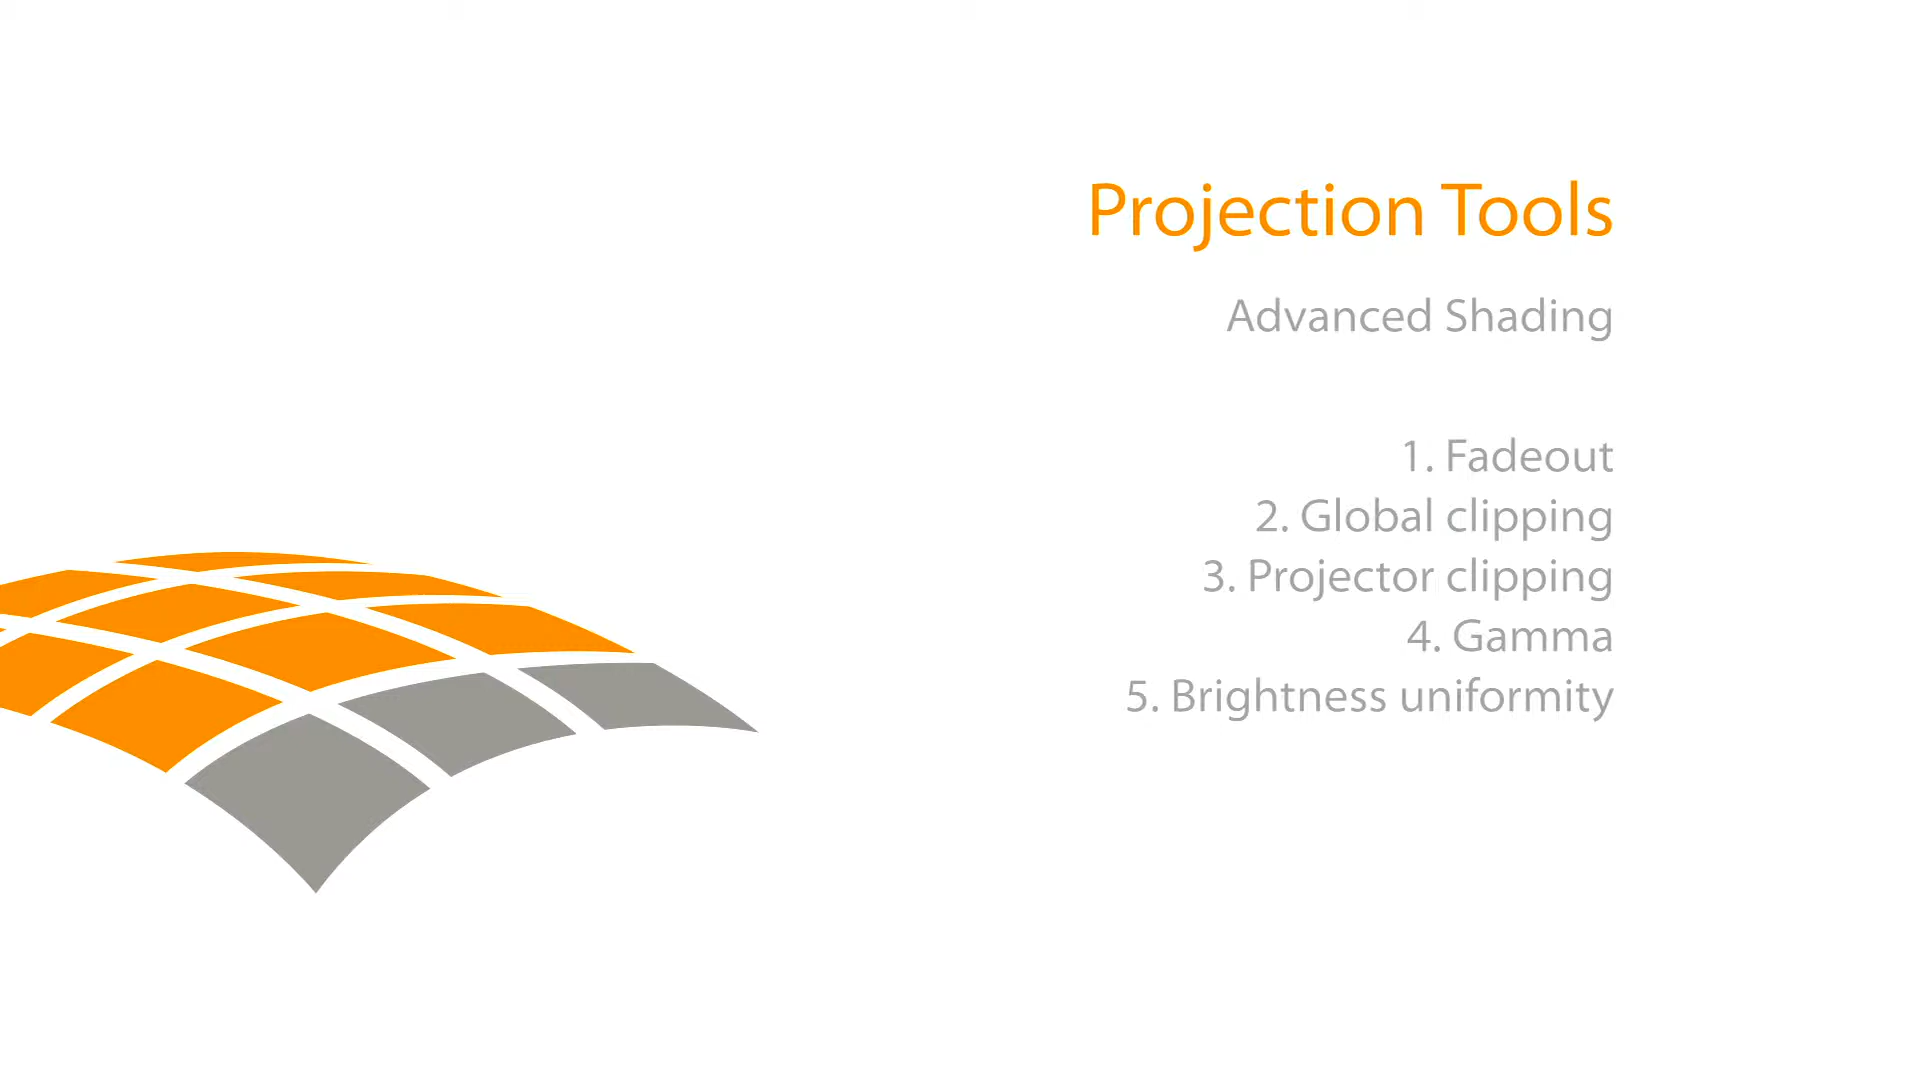 Projection Tools
Advanced Shading
1. Fadeout
2. Global clipping
3. Projector clipping
4. Gamma
5. Brightness uniformity